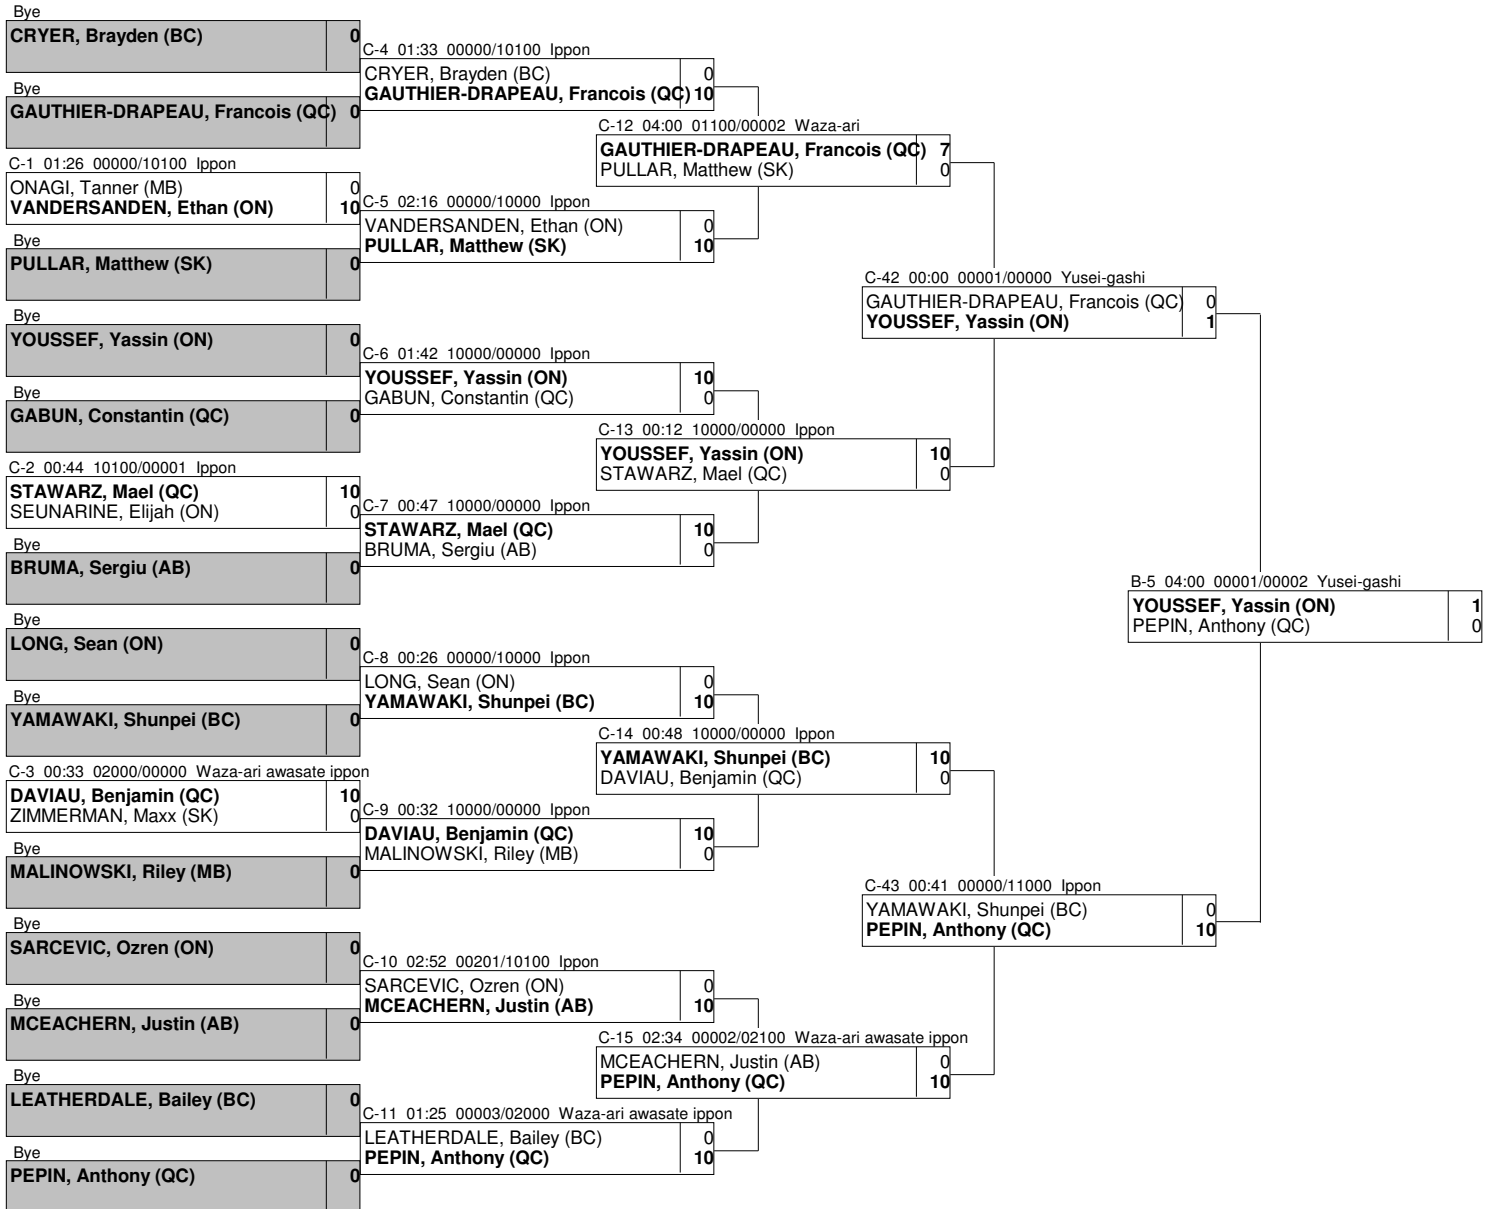 Bye
CRYER, Brayden (BC) 0
Bye
GAUTHIER-DRAPEAU, Francois (QC) 0
C-1 01:26 00000/10100 Ippon
ONAGI, Tanner (MB) 0
VANDERSANDEN, Ethan (ON) 10
Bye
PULLAR, Matthew (SK) 0
Bye
YOUSSEF, Yassin (ON) 0
Bye
GABUN, Constantin (QC) 0
C-2 00:44 10100/00001 Ippon
STAWARZ, Mael (QC) 10
SEUNARINE, Elijah (ON) 0
Bye
BRUMA, Sergiu (AB) 0
Bye
LONG, Sean (ON) 0
Bye
YAMAWAKI, Shunpei (BC) 0
C-3 00:33 02000/00000 Waza-ari awasate ippon
DAVIAU, Benjamin (QC) 10
ZIMMERMAN, Maxx (SK) 0
Bye
MALINOWSKI, Riley (MB) 0
Bye
SARCEVIC, Ozren (ON) 0
Bye
MCEACHERN, Justin (AB) 0
Bye
LEATHERDALE, Bailey (BC) 0
Bye
PEPIN, Anthony (QC) 0
C-4 01:33 00000/10100 Ippon
CRYER, Brayden (BC) 0
GAUTHIER-DRAPEAU, Francois (QC) 10
C-5 02:16 00000/10000 Ippon
VANDERSANDEN, Ethan (ON) 0
PULLAR, Matthew (SK) 10
C-6 01:42 10000/00000 Ippon
YOUSSEF, Yassin (ON) 10
GABUN, Constantin (QC) 0
C-7 00:47 10000/00000 Ippon
STAWARZ, Mael (QC) 10
BRUMA, Sergiu (AB) 0
C-8 00:26 00000/10000 Ippon
LONG, Sean (ON) 0
YAMAWAKI, Shunpei (BC) 10
C-9 00:32 10000/00000 Ippon
DAVIAU, Benjamin (QC) 10
MALINOWSKI, Riley (MB) 0
C-10 02:52 00201/10100 Ippon
SARCEVIC, Ozren (ON) 0
MCEACHERN, Justin (AB) 10
C-11 01:25 00003/02000 Waza-ari awasate ippon
LEATHERDALE, Bailey (BC) 0
PEPIN, Anthony (QC) 10
C-12 04:00 01100/00002 Waza-ari
GAUTHIER-DRAPEAU, Francois (QC) 7
PULLAR, Matthew (SK) 0
C-13 00:12 10000/00000 Ippon
YOUSSEF, Yassin (ON) 10
STAWARZ, Mael (QC) 0
C-14 00:48 10000/00000 Ippon
YAMAWAKI, Shunpei (BC) 10
DAVIAU, Benjamin (QC) 0
C-15 02:34 00002/02100 Waza-ari awasate ippon
MCEACHERN, Justin (AB) 0
PEPIN, Anthony (QC) 10
C-42 00:00 00001/00000 Yusei-gashi
GAUTHIER-DRAPEAU, Francois (QC) 0
YOUSSEF, Yassin (ON) 1
C-43 00:41 00000/11000 Ippon
YAMAWAKI, Shunpei (BC) 0
PEPIN, Anthony (QC) 10
B-5 04:00 00001/00002 Yusei-gashi
YOUSSEF, Yassin (ON) 1
PEPIN, Anthony (QC) 0